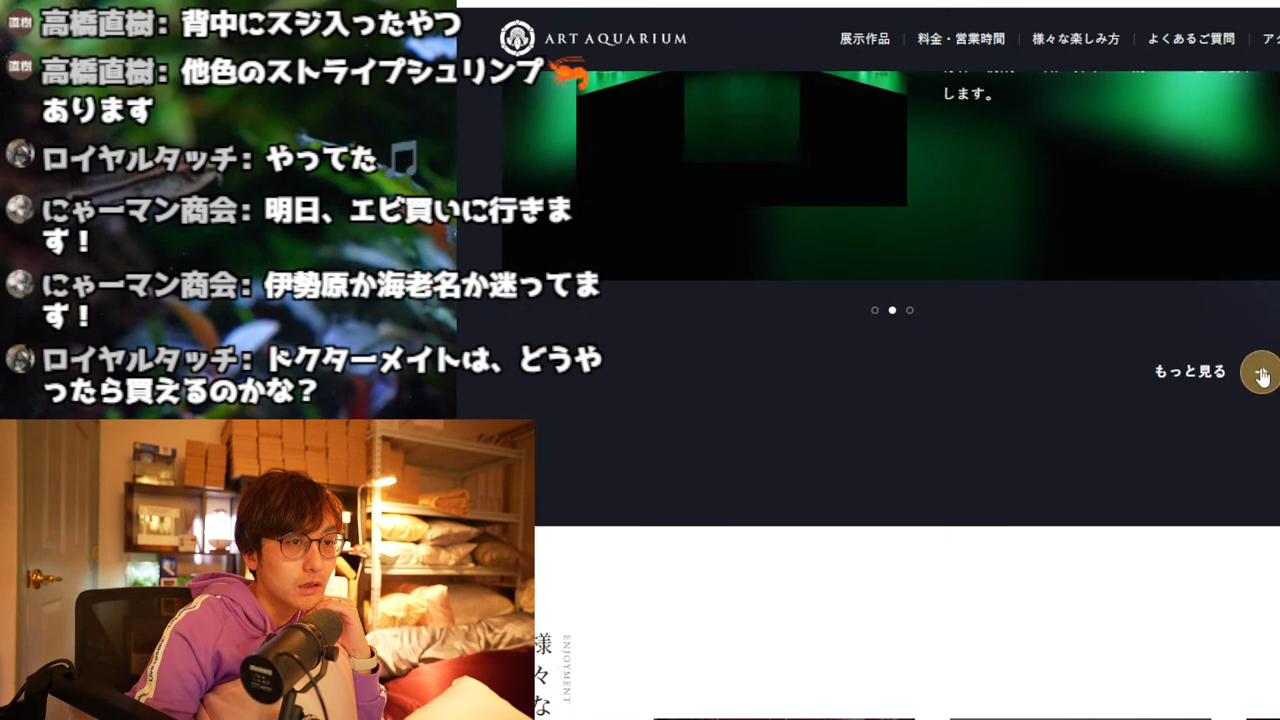 高橋直樹: 背中にスジ入ったやつ
高橋直樹: 他色のストライプシュリンプ🦐
あります
ロイヤルタッチ: やってた🎵
にゃーマン商会: 明日、エビ買いに行きま
す！
にゃーマン商会: 伊勢原か海老名か迷ってま
す！
ロイヤルタッチ: ドクターメイトは、どうや
ったら買えるのかな？
直樹
直樹
ART AQUARIUM
展示作品
料金・営業時間
様々な楽しみ方
よくあるご質問
します。
もっと見る
様々な
ENJOYMENT